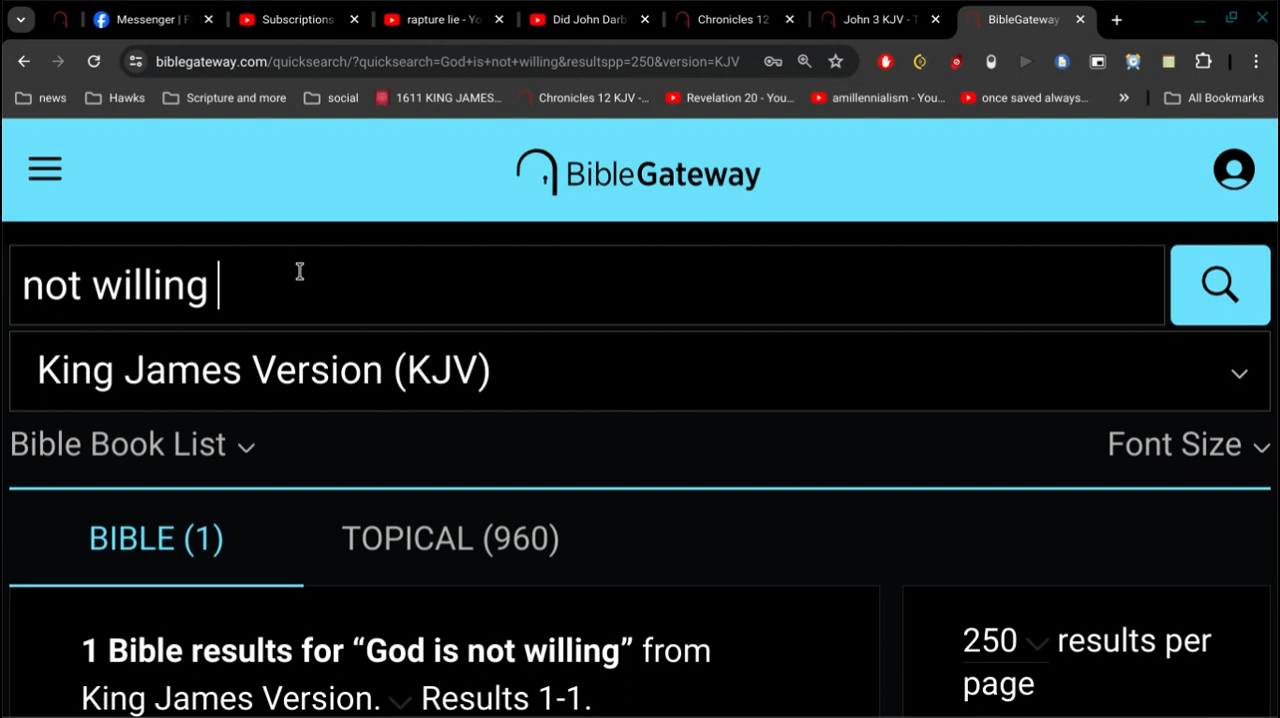 Messenger | F
Subscriptions
rapture lie - Yo
Did John Darb
Chronicles 12
John 3 KJV - T
BibleGateway
biblegateway.com/quicksearch/?quicksearch=God+is+not+willing&resultspp=250&version=KJV
news
Hawks
Scripture and more
social
1611 KING JAMES...
Chronicles 12 KJV -...
Revelation 20 - You...
amillennialism - You...
once saved always...
»
All Bookmarks
BibleGateway
not willing
King James Version (KJV)
Bible Book List
Font Size
BIBLE (1)
TOPICAL (960)
1 Bible results for “God is not willing” from
King James Version. Results 1-1.
250 results per
page